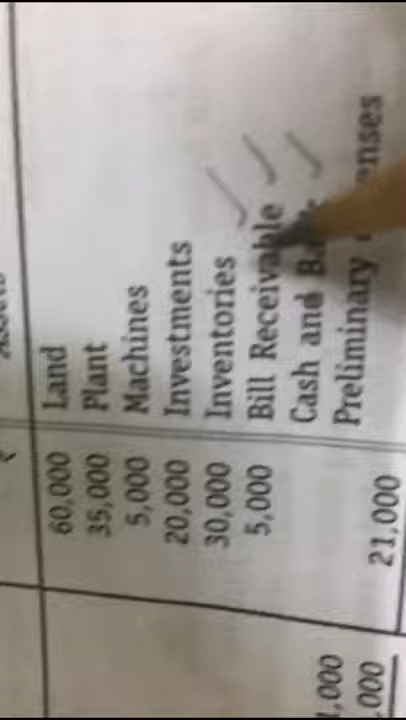 60,000 Land
35,000 Plant
5,000 Machines
20,000 Investments
30,000 Inventories
5,000 Bill Receivable
Cash and
,000 Preliminary
,000 21,000